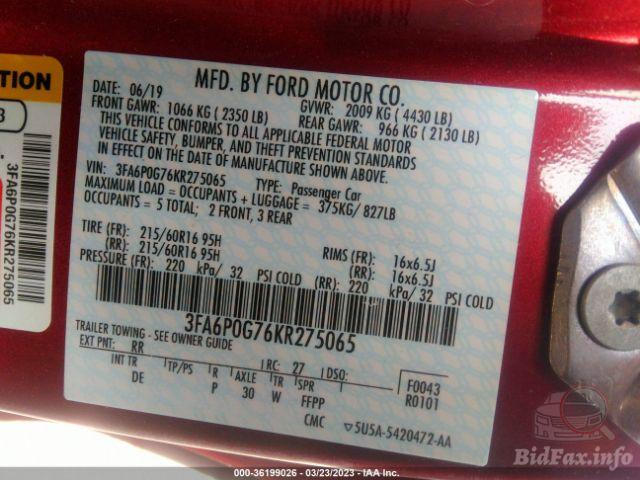 MFD. BY FORD MOTOR CO.
DATE: 06/19
GVWR: 2009 KG ( 4430 LB)
FRONT GAWR: 1066 KG ( 2350 LB)
REAR GAWR: 966 KG ( 2130 LB)
THIS VEHICLE CONFORMS TO ALL APPLICABLE FEDERAL MOTOR
VEHICLE SAFETY, BUMPER, AND THEFT PREVENTION STANDARDS
IN EFFECT ON THE DATE OF MANUFACTURE SHOWN ABOVE.
VIN: 3FA6P0G76KR275065
TYPE: Passenger Car
MAXIMUM LOAD = OCCUPANTS + LUGGAGE = 375KG/ 827LB
OCCUPANTS = 5 TOTAL; 2 FRONT, 3 REAR
TIRE (FR): 215/60R16 95H
RIMS (FR): 16x6.5J
(RR): 215/60R16 95H
(RR): 16x6.5J
PRESSURE (FR): 220 kPa/ 32 PSI COLD
(RR): 220 kPa/ 32 PSI COLD
3FA6P0G76KR275065
TRAILER TOWING - SEE OWNER GUIDE
EXT PNT: RR RC: 27 DSO:
INT TR TP/PS R AXLE TR SPR
DE P 30 W FFPP
F0043
R0101
CMC 5U5A-5420472-AA
TION
3
3FA6P0G76KR275065
000-36199026 - 03/23/2023 - IAA Inc.
BidFax.info